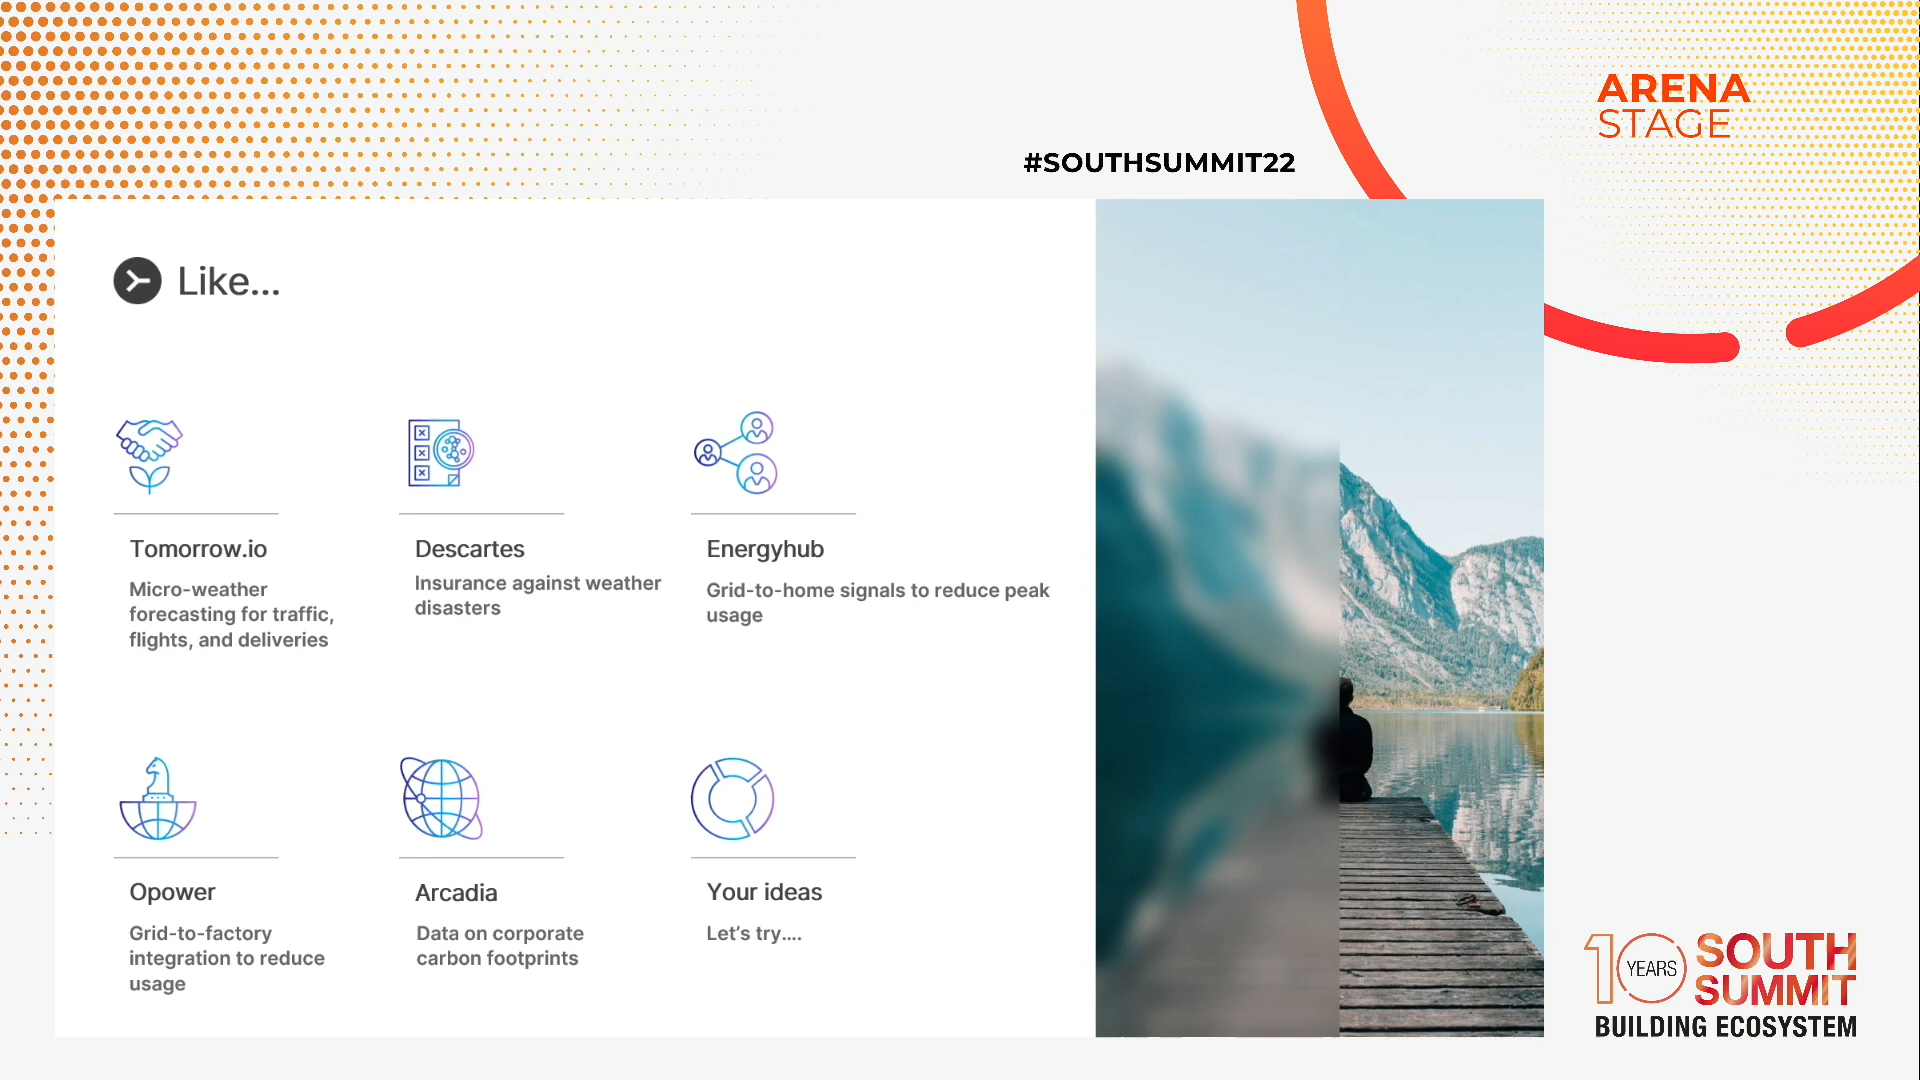 ARENA
STAGE
#SOUTHSUMMIT22
Like...
Tomorrow.io
Micro-weather
forecasting for traffic,
flights, and deliveries
Descartes
Insurance against weather
disasters
Energyhub
Grid-to-home signals to reduce peak
usage
Opower
Grid-to-factory
integration to reduce
usage
Arcadia
Data on corporate
carbon footprints
Your ideas
Let's try....
10 YEARS
SOUTH
SUMMIT
BUILDING ECOSYSTEM